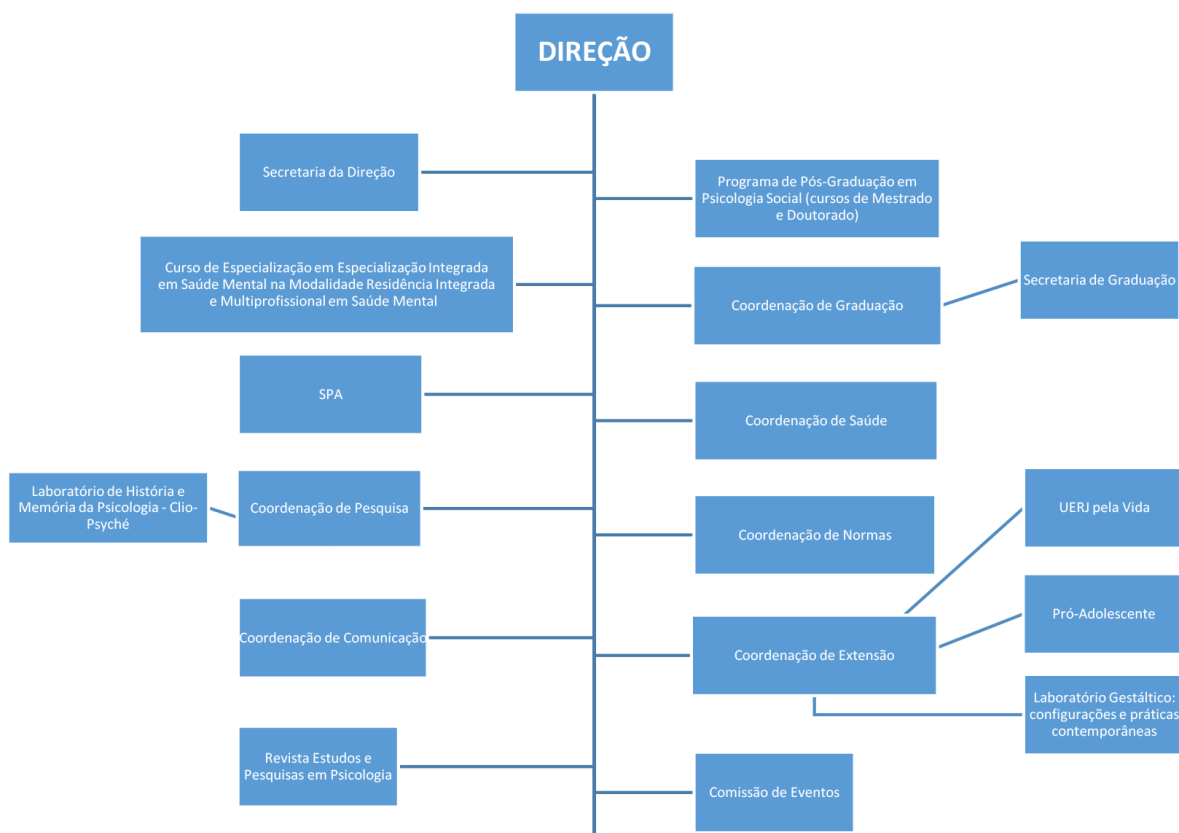 DIREÇÃO
Secretaria da Direção
Programa de Pós-Graduação em
Psicologia Social (cursos de Mestrado
e Doutorado)
Curso de Especialização em Especialização Integrada
em Saúde Mental na Modalidade Residência Integrada
e Multiprofissional em Saúde Mental
Coordenação de Graduação
Secretaria de Graduação
SPA
Coordenação de Saúde
Laboratório de História e
Memória da Psicologia - Clio-
Psyché
Coordenação de Pesquisa
Coordenação de Normas
UERJ pela Vida
Coordenação de Comunicação
Coordenação de Extensão
Pró-Adolescente
Laboratório Gestáltico:
configurações e práticas
contemporâneas
Revista Estudos e
Pesquisas em Psicologia
Comissão de Eventos